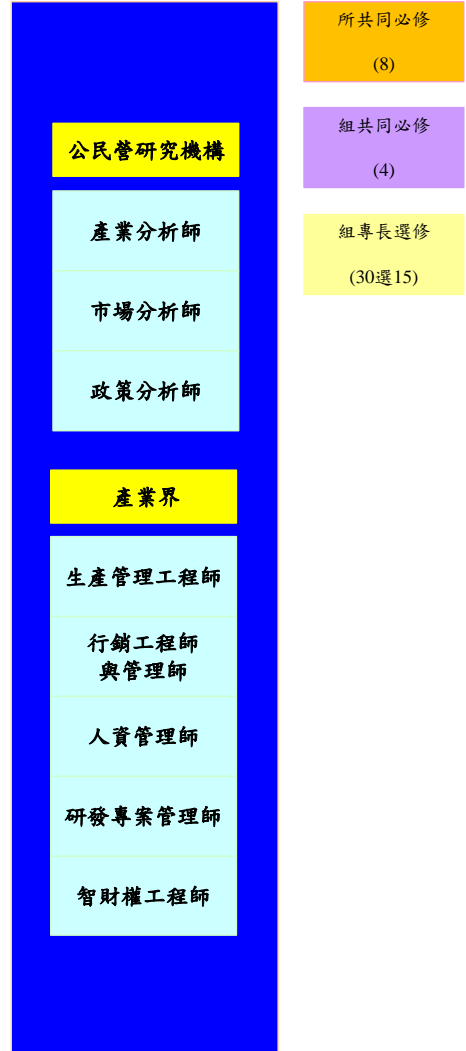 公民營研究機構
產業分析師
市場分析師
政策分析師
產業界
生產管理工程師
行銷工程師
與管理師
人資管理師
研發專案管理師
智財權工程師
所共同必修
(8)
組共同必修
(4)
組專長選修
(30選15)